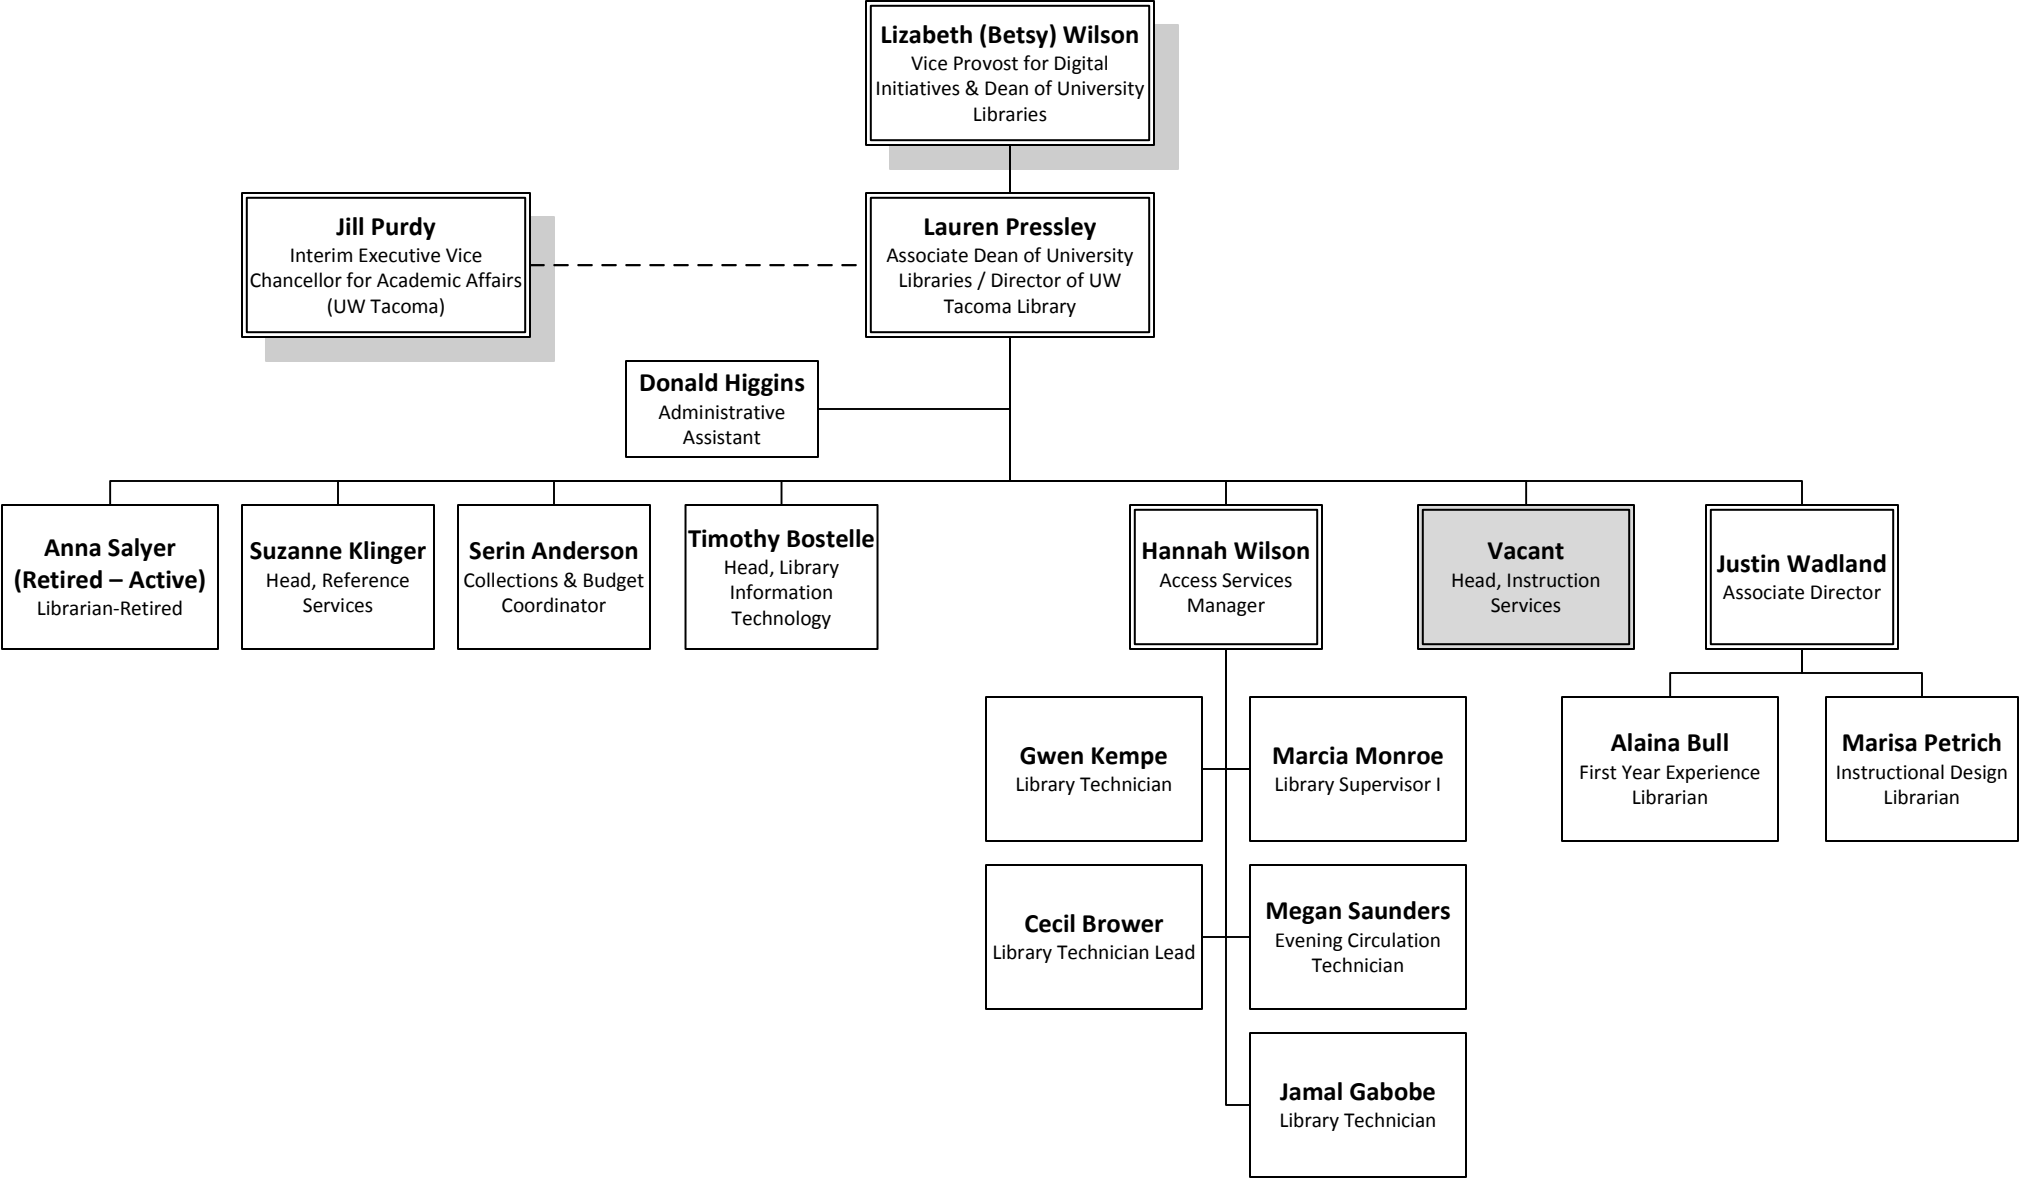 Lizabeth (Betsy) Wilson
Vice Provost for Digital
Initiatives & Dean of University
Libraries
Jill Purdy
Interim Executive Vice
Chancellor for Academic Affairs
(UW Tacoma)
Lauren Pressley
Associate Dean of University
Libraries / Director of UW
Tacoma Library
Donald Higgins
Administrative
Assistant
Anna Salyer
(Retired – Active)
Librarian-Retired
Suzanne Klinger
Head, Reference
Services
Serin Anderson
Collections & Budget
Coordinator
Timothy Bostelle
Head, Library
Information
Technology
Hannah Wilson
Access Services
Manager
Vacant
Head, Instruction
Services
Justin Wadland
Associate Director
Gwen Kempe
Library Technician
Marcia Monroe
Library Supervisor I
Alaina Bull
First Year Experience
Librarian
Marisa Petrich
Instructional Design
Librarian
Cecil Brower
Library Technician Lead
Megan Saunders
Evening Circulation
Technician
Jamal Gabobe
Library Technician